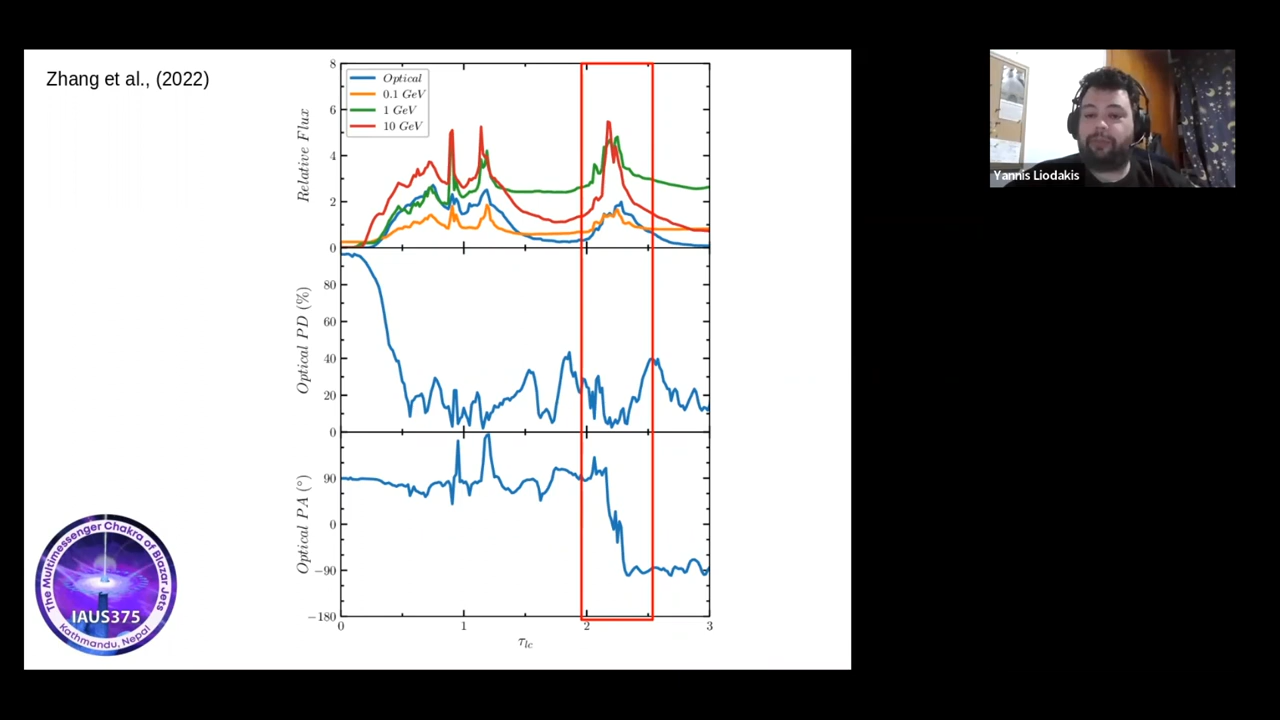 Zhang et al., (2022)
8
6
4
2
0
Relative Flux
Optical
0.1 GeV
1 GeV
10 GeV
80
60
40
20
0
Optical PD (%)
90
0
−90
−180
Optical PA (°)
0 1 2 3
τlc
The Multimessenger Chakra of Blazar Jets
IAUS375
Kathmandu, Nepal
Yannis Liodakis